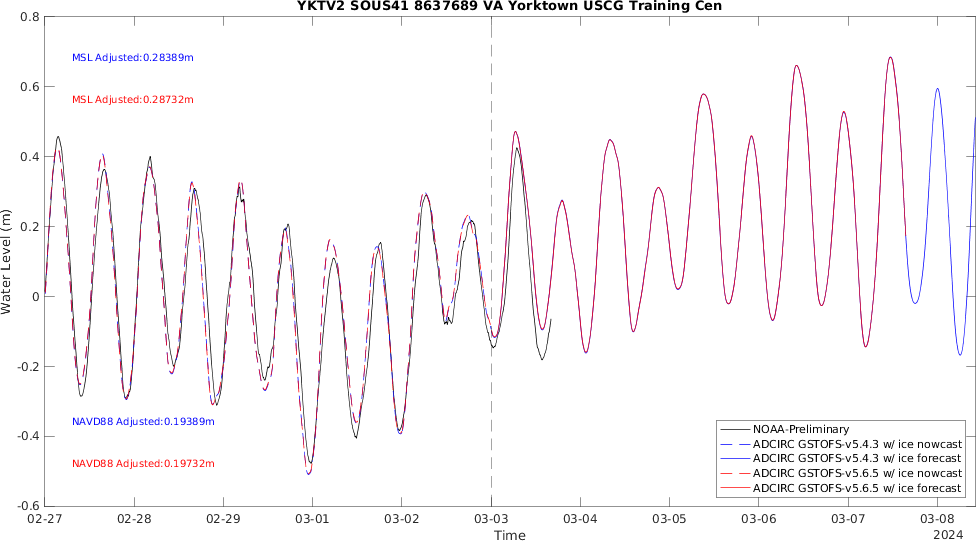 YKTV2 SOUS41 8637689 VA Yorktown USCG Training Cen
0.8
0.6
0.4
0.2
0
-0.2
-0.4
-0.6
Water Level (m)
MSL Adjusted:0.28389m
MSL Adjusted:0.28732m
NAVD88 Adjusted:0.19389m
NAVD88 Adjusted:0.19732m
NOAA-Preliminary
ADCIRC GSTOFS-v5.4.3 w/ ice nowcast
ADCIRC GSTOFS-v5.4.3 w/ ice forecast
ADCIRC GSTOFS-v5.6.5 w/ ice nowcast
ADCIRC GSTOFS-v5.6.5 w/ ice forecast
02-27 02-28 02-29 03-01 03-02 03-03 03-04 03-05 03-06 03-07 03-08
Time
2024